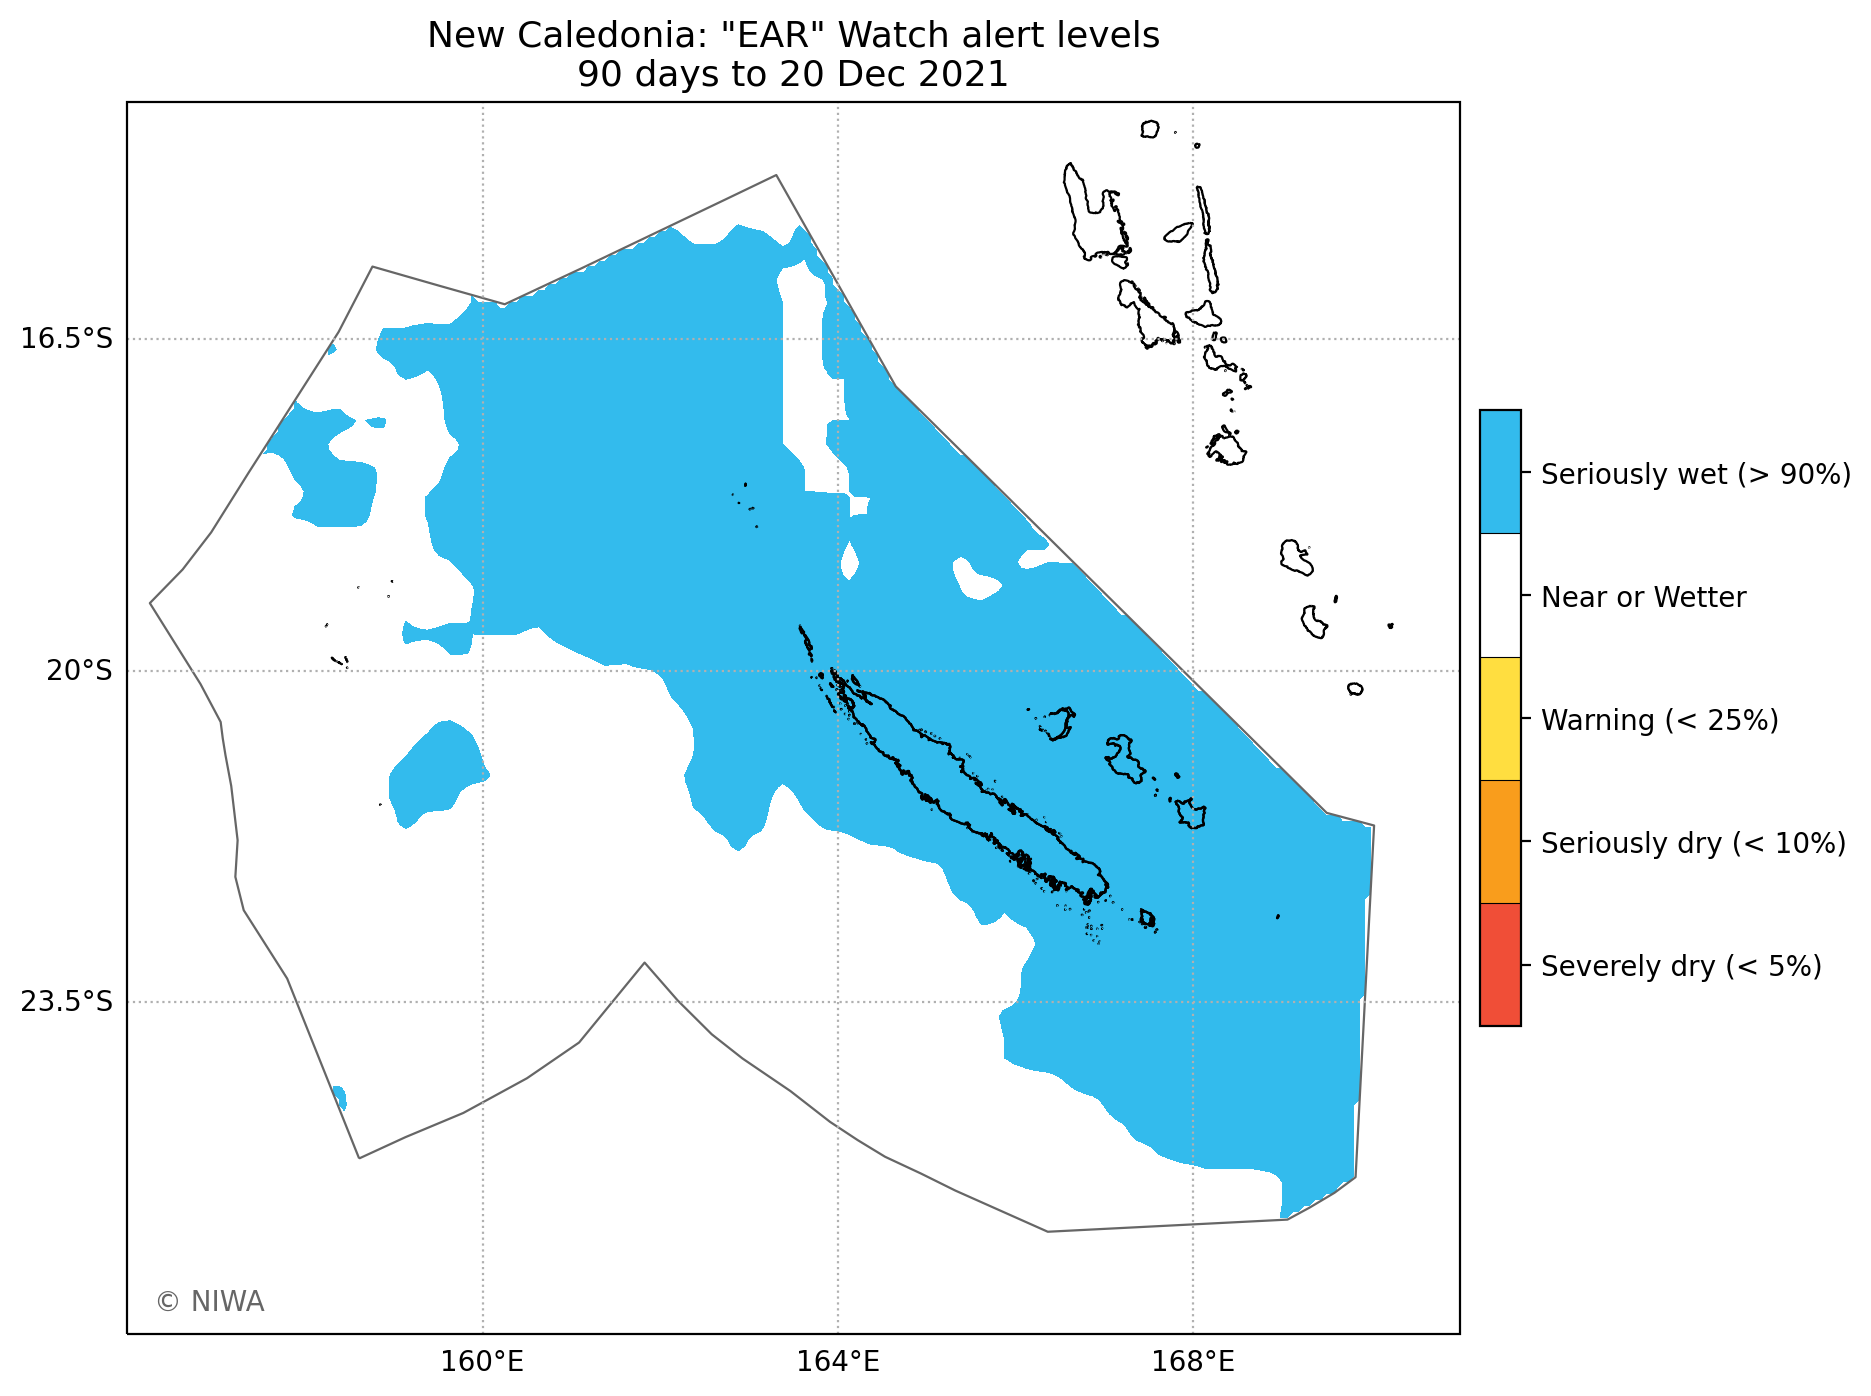 New Caledonia: "EAR" Watch alert levels
90 days to 20 Dec 2021
16.5°S
20°S
23.5°S
160°E
164°E
168°E
Seriously wet (> 90%)
Near or Wetter
Warning (< 25%)
Seriously dry (< 10%)
Severely dry (< 5%)
© NIWA